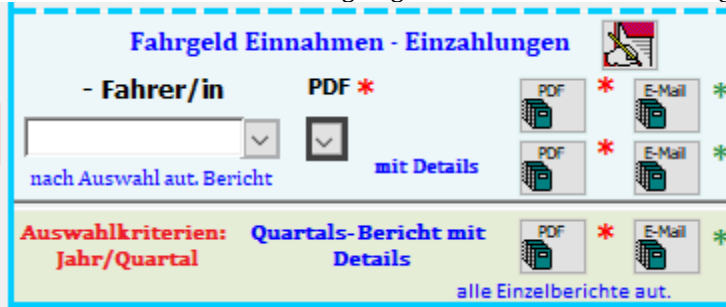 Fahrgeld Einnahmen - Einzahlungen
- Fahrer/in PDF *
PDF * E-Mail *
nach Auswahl aut. Bericht mit Details
PDF * E-Mail *
Auswahlkriterien: Quartals-Bericht mit
Jahr/Quartal Details
PDF * E-Mail *
alle Einzelberichte aut.